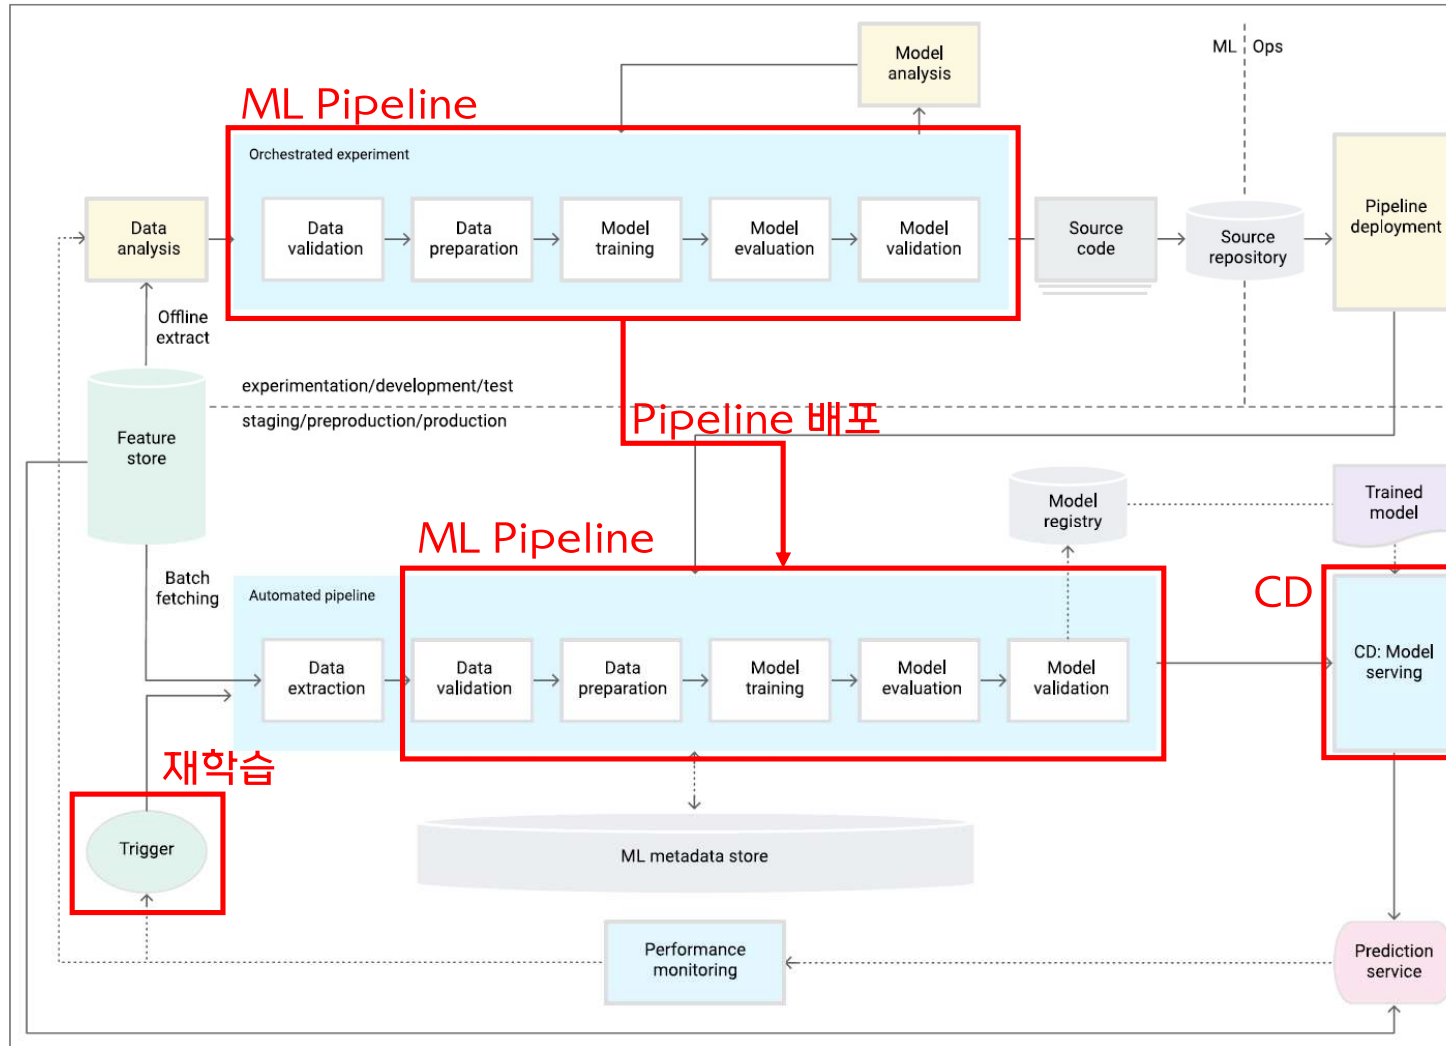 Model
analysis
ML
Ops
ML Pipeline
Orchestrated experiment
Data
analysis
Data
validation
Data
preparation
Model
training
Model
evaluation
Model
validation
Source
code
Source
repository
Pipeline
deployment
Offline
extract
experimentation/development/test
staging/preproduction/production
Pipeline 배포
Feature
store
Model
registry
Trained
model
ML Pipeline
Batch
fetching
Automated pipeline
CD
Data
extraction
Data
validation
Data
preparation
Model
training
Model
evaluation
Model
validation
CD: Model
serving
재학습
Trigger
ML metadata store
Performance
monitoring
Prediction
service